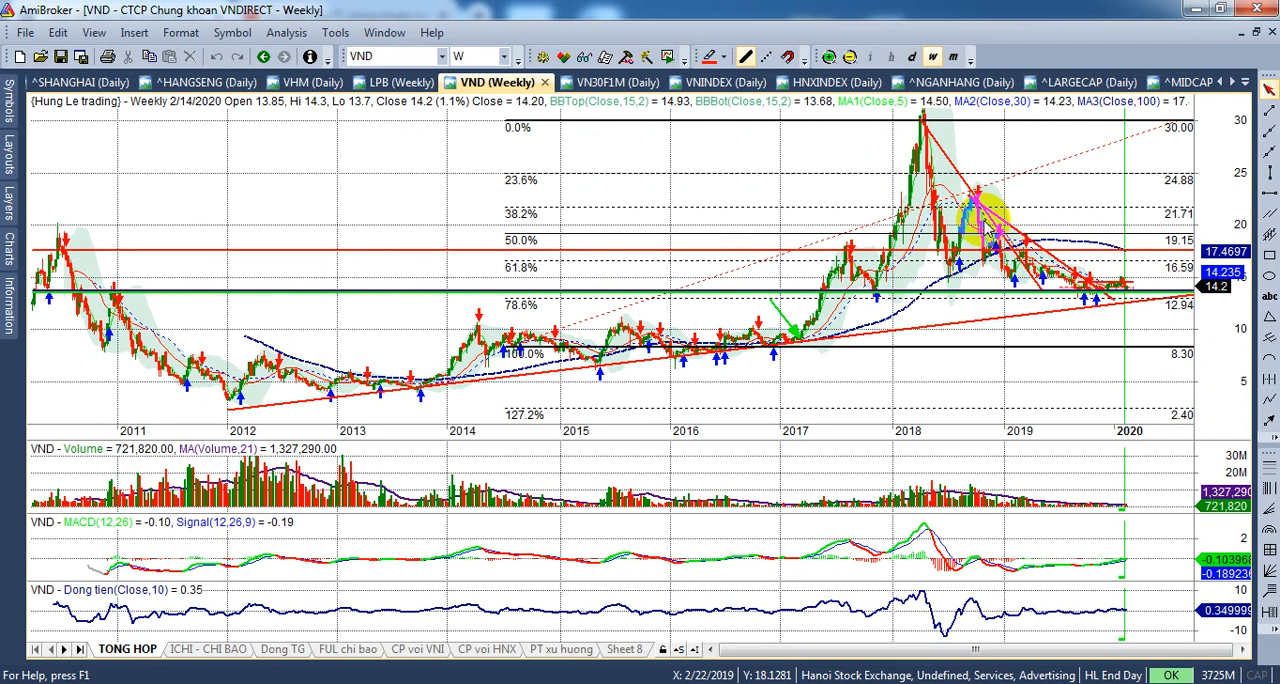 AmiBroker - [VND - CTCP Chung khoan VNDIRECT - Weekly]
File Edit View Insert Format Symbol Analysis Tools Window Help
VND W i h d w m
^SHANGHAI (Daily) ^HANGSENG (Daily) VHM (Daily) LPB (Weekly) VND (Weekly) VN30F1M (Daily) VNINDEX (Daily) HNXINDEX (Daily) ^NGANHANG (Daily) ^LARGECAP (Daily) ^MIDCAP
Symbols
Layouts
Layers
Charts
Information
{Hung Le trading} - Weekly 2/14/2020 Open 13.85, Hi 14.3, Lo 13.7, Close 14.2 (1.1%) Close = 14.20, BBTop(Close,15,2) = 14.93, BBBot(Close,15,2) = 13.68, MA1(Close,5) = 14.50, MA2(Close,30) = 14.23, MA3(Close,100) = 17.
0.0% 30.00 30
23.6% 24.88 25
38.2% 21.71
20
50.0% 19.15
17.4697
61.8% 16.59
14.235
14.2
78.6% 12.94
10
100.0% 8.30
5
127.2% 2.40
2011 2012 2013 2014 2015 2016 2017 2018 2019 2020
VND - Volume = 721,820.00, MA(Volume,21) = 1,327,290.00
30M
20M
1,327,290
721,820
VND - MACD(12,26) = -0.10, Signal(12,26,9) = -0.19
2
-0.103968
-0.189236
VND - Dong tien(Close,10) = 0.35
10
0.349999
-10
TONG HOP ICHI - CHI BAO Dong TG FUL chi bao CP voi VNI CP voi HNX PT xu huong Sheet 8
For Help, press F1 X: 2/22/2019 Y: 18.1281 Hanoi Stock Exchange, Undefined, Services, Advertising HL End Day OK 3725M CAP
abc